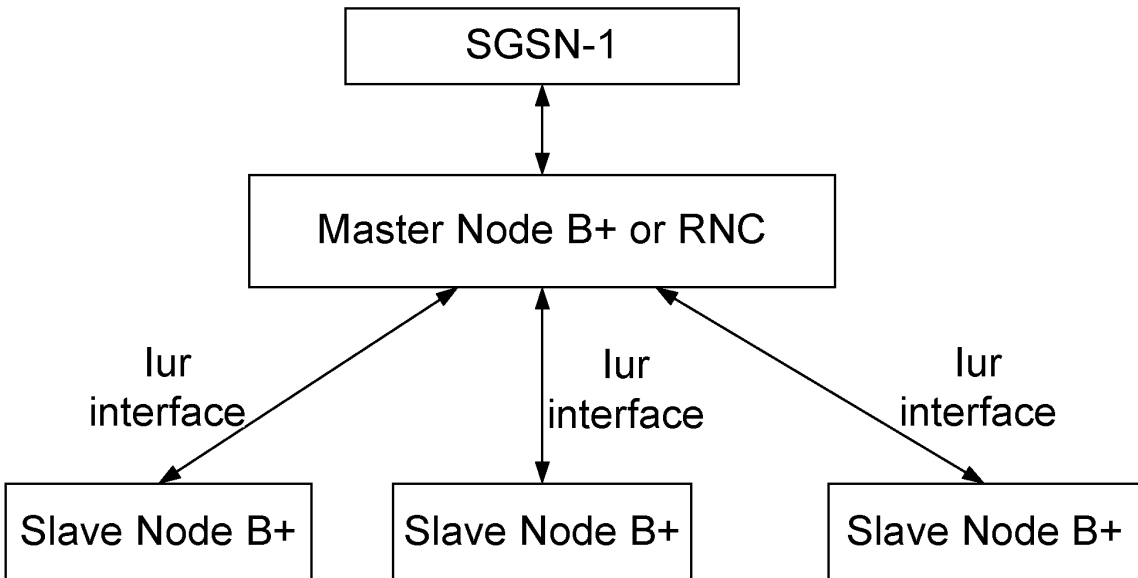 SGSN-1
Master Node B+ or RNC
Iur
interface
Iur
interface
Iur
interface
Slave Node B+
Slave Node B+
Slave Node B+